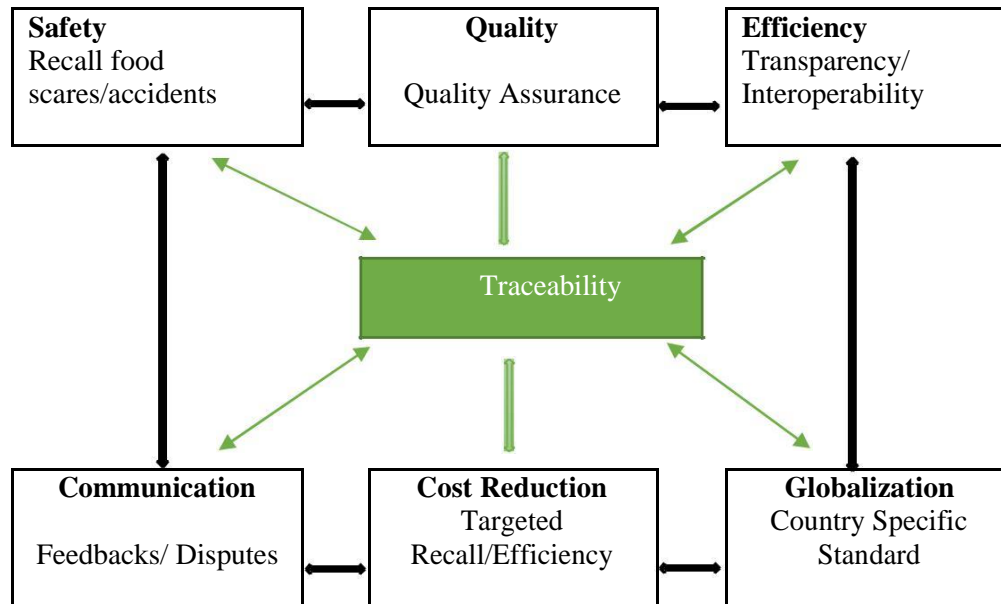 Safety
Recall food
scares/accidents
Quality
Quality Assurance
Efficiency
Transparency/
Interoperability
Traceability
Communication
Feedbacks/ Disputes
Cost Reduction
Targeted
Recall/Efficiency
Globalization
Country Specific
Standard